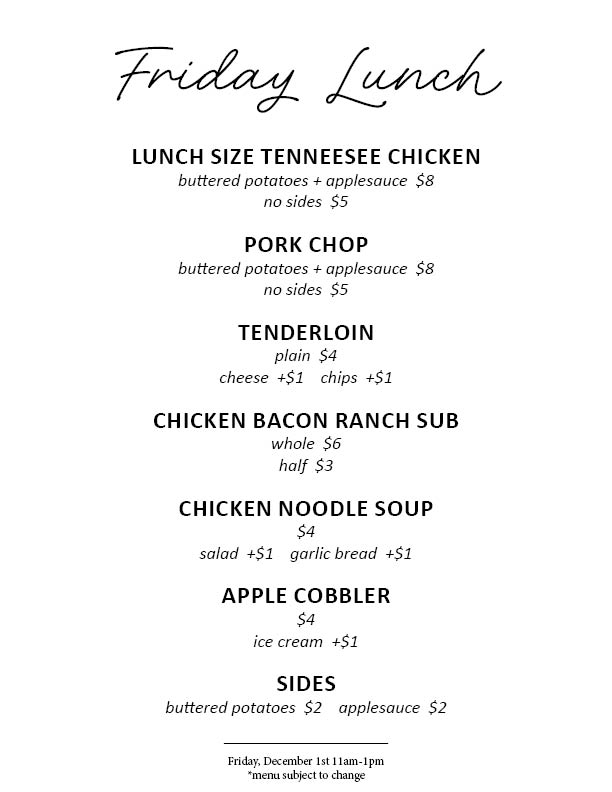 Friday Lunch
LUNCH SIZE TENNEESEE CHICKEN
buttered potatoes + applesauce $8
no sides $5
PORK CHOP
buttered potatoes + applesauce $8
no sides $5
TENDERLOIN
plain $4
cheese +$1 chips +$1
CHICKEN BACON RANCH SUB
whole $6
half $3
CHICKEN NOODLE SOUP
$4
salad +$1 garlic bread +$1
APPLE COBBLER
$4
ice cream +$1
SIDES
buttered potatoes $2 applesauce $2
Friday, December 1st 11am-1pm
*menu subject to change